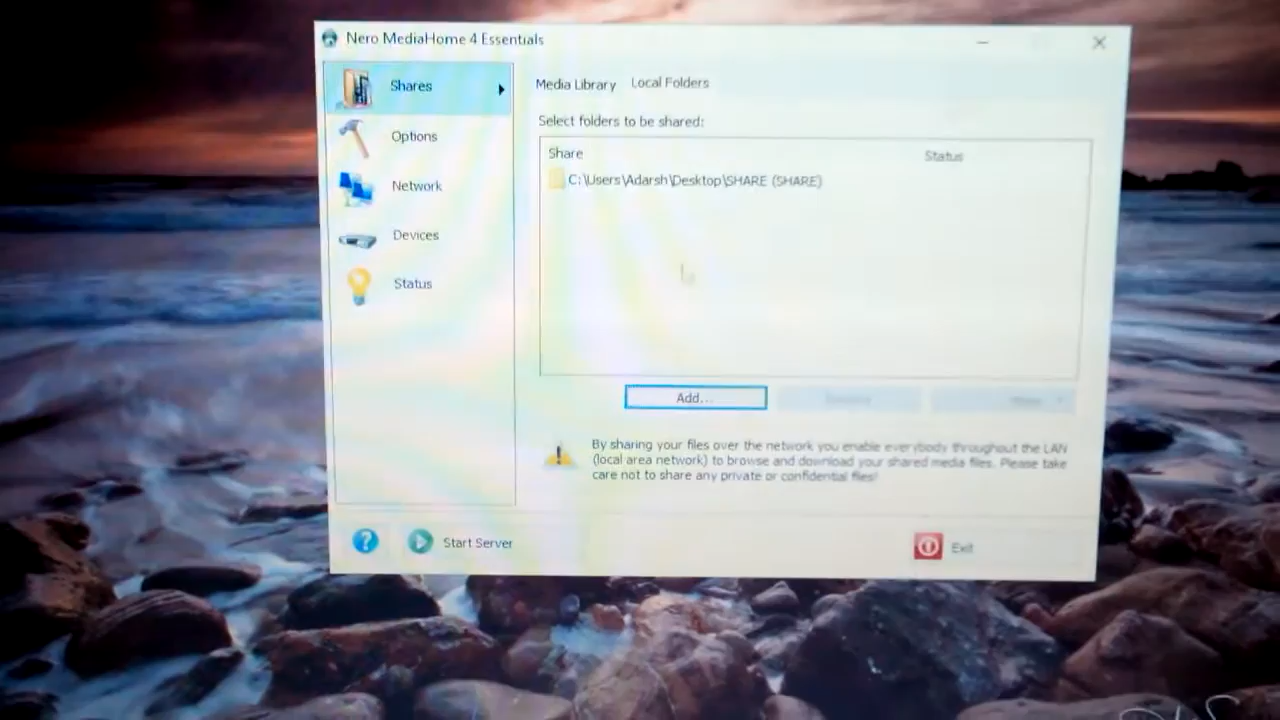 Nero MediaHome 4 Essentials
Shares
Options
Network
Devices
Status
Media Library Local Folders
Select folders to be shared:
Share Status
C:\Users\Adarsh\Desktop\SHARE (SHARE)
Add...
By sharing your files over the network you enable everybody throughout the LAN
(local area network) to browse and download your shared media files. Please take
care not to share any private or confidential files!
Start Server
Exit